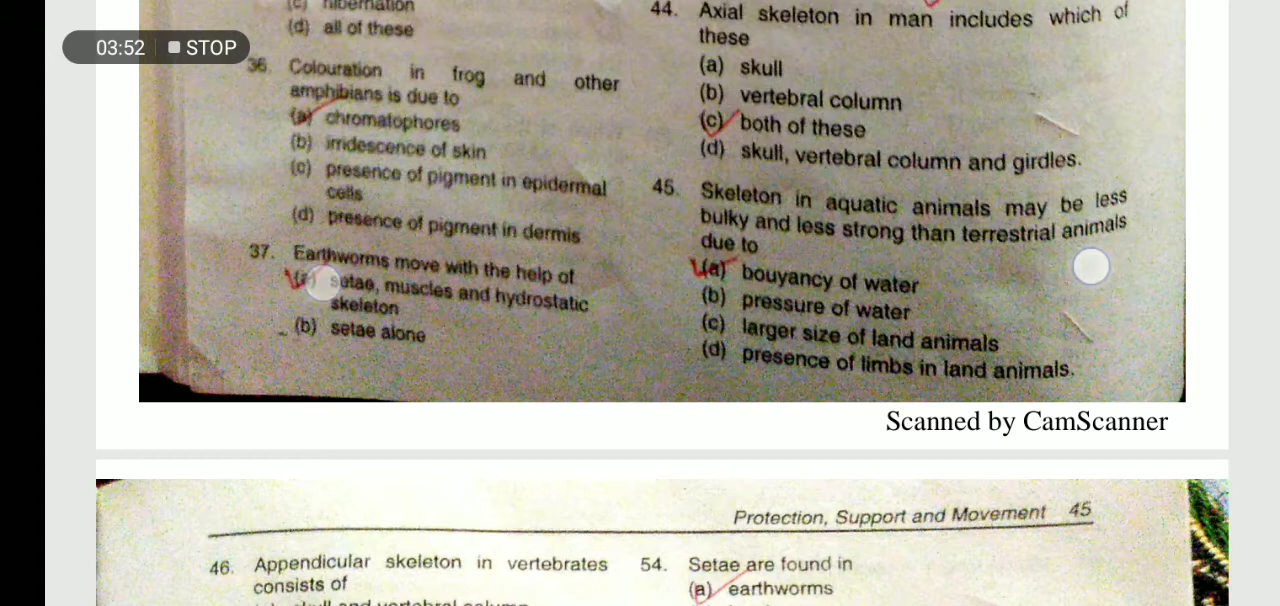 03:52 STOP
(c) hibernation
(d) all of these
36. Colouration in frog and other
amphibians is due to
(a) chromatophores
(b) irridescence of skin
(c) presence of pigment in epidermal
cells
(d) presence of pigment in dermis
37. Earthworms move with the help of
(a) setae, muscles and hydrostatic
skeleton
(b) setae alone
44. Axial skeleton in man includes which of
these
(a) skull
(b) vertebral column
(c) both of these
(d) skull, vertebral column and girdles.
45. Skeleton in aquatic animals may be less
bulky and less strong than terrestrial animals
due to
(a) bouyancy of water
(b) pressure of water
(c) larger size of land animals
(d) presence of limbs in land animals.
Scanned by CamScanner
Protection, Support and Movement 45
46. Appendicular skeleton in vertebrates
consists of
skull and vertebral column
54. Setae are found in
(a) earthworms